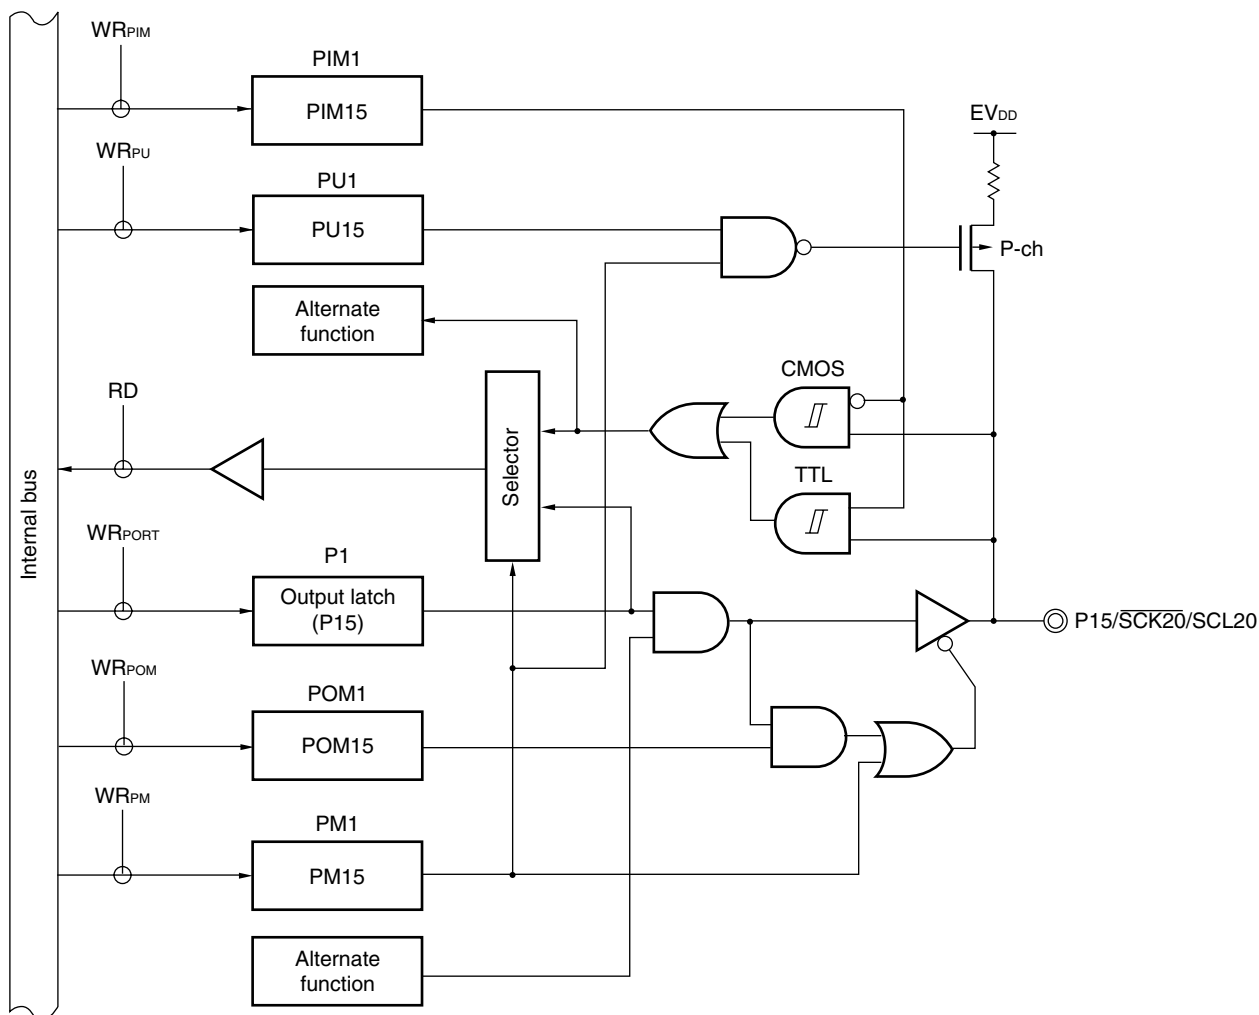 WRPIM
PIM1
PIM15
EVDD
WRPU
PU1
PU15
P-ch
Alternate
function
CMOS
RD
Selector
TTL
Internal bus
WRPORT
P1
Output latch
(P15)
P15/SCK20/SCL20
WRPOM
POM1
POM15
WRPM
PM1
PM15
Alternate
function